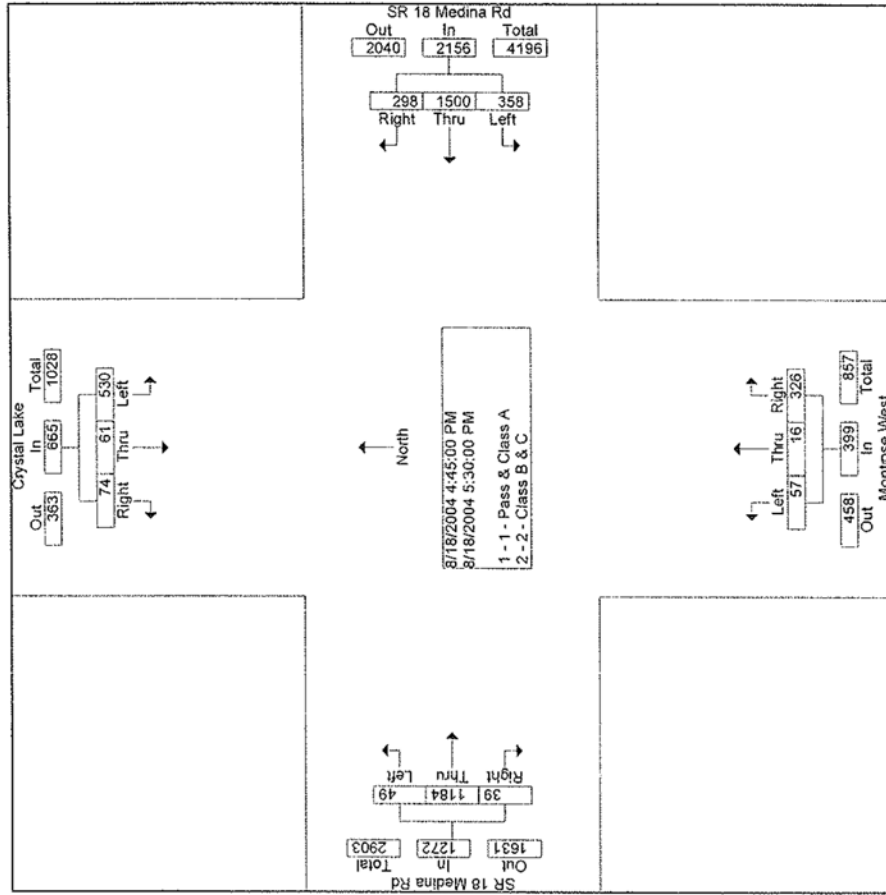 SR 18 Medina Rd
Out In Total
2040 2156 4196
298 1500 358
Right Thru Left
Crystal Lake
Out In Total
363 665 1028
74 61 530
Right Thru Left
North
8/18/2004 4:45:00 PM
8/18/2004 5:30:00 PM
1 - 1 - Pass & Class A
2 - 2 - Class B & C
Left Thru Right
57 16 326
458 399 857
Out In Total
Montrose West
Right Thru Left
39 1184 49
1631 1272 2903
Out In Total
SR 18 Medina Rd